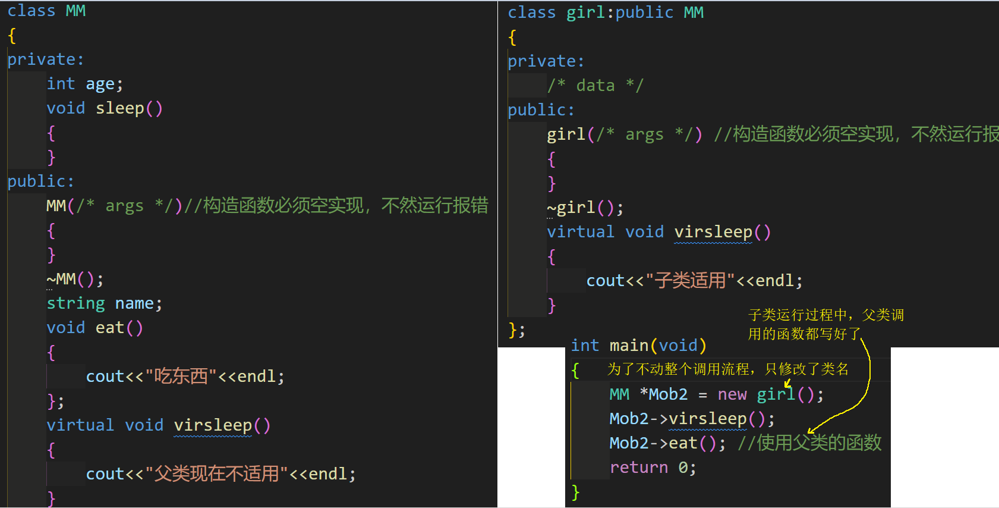 class MM
{
private:
int age;
void sleep()
{
}
public:
MM(/* args */)//构造函数必须空实现，不然运行报错
{
}
~MM();
string name;
void eat()
{
cout<<"吃东西"<<endl;
};
virtual void virsleep()
{
cout<<"父类现在不适用"<<endl;
}
class girl:public MM
{
private:
/* data */
public:
girl(/* args */) //构造函数必须空实现，不然运行报
{
}
~girl();
virtual void virsleep()
{
cout<<"子类适用"<<endl;
}
};
子类运行过程中，父类调
用的函数都写好了
int main(void)
{
为了不动整个调用流程，只修改了类名
MM *Mob2 = new girl();
Mob2->virsleep();
Mob2->eat(); //使用父类的函数
return 0;
}